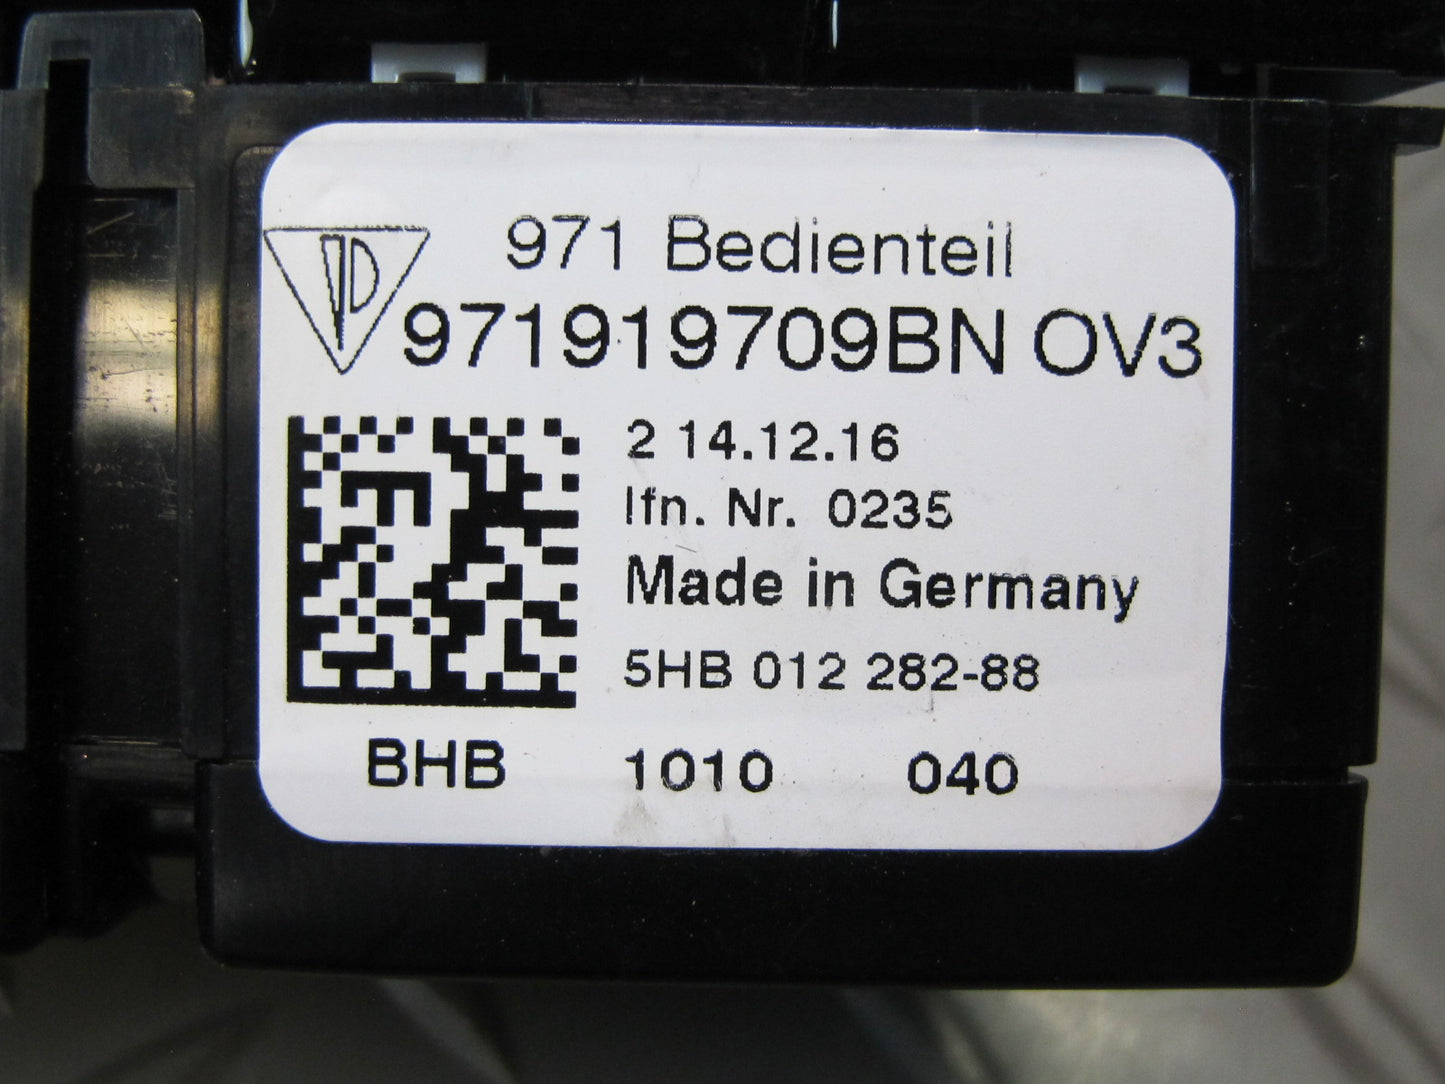 971 Bedienteil
971919709BN OV3
2 14.12.16
lfn. Nr. 0235
Made in Germany
5HB 012 282-88
BHB 1010 040